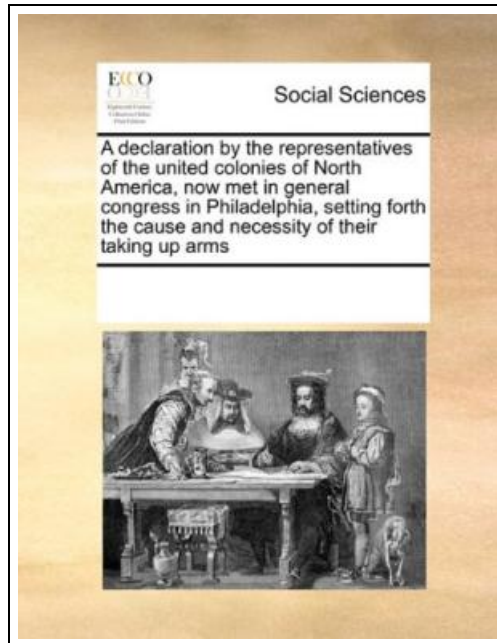 ECCO
Social Sciences
A declaration by the representatives
of the united colonies of North
America, now met in general
congress in Philadelphia, setting forth
the cause and necessity of their
taking up arms